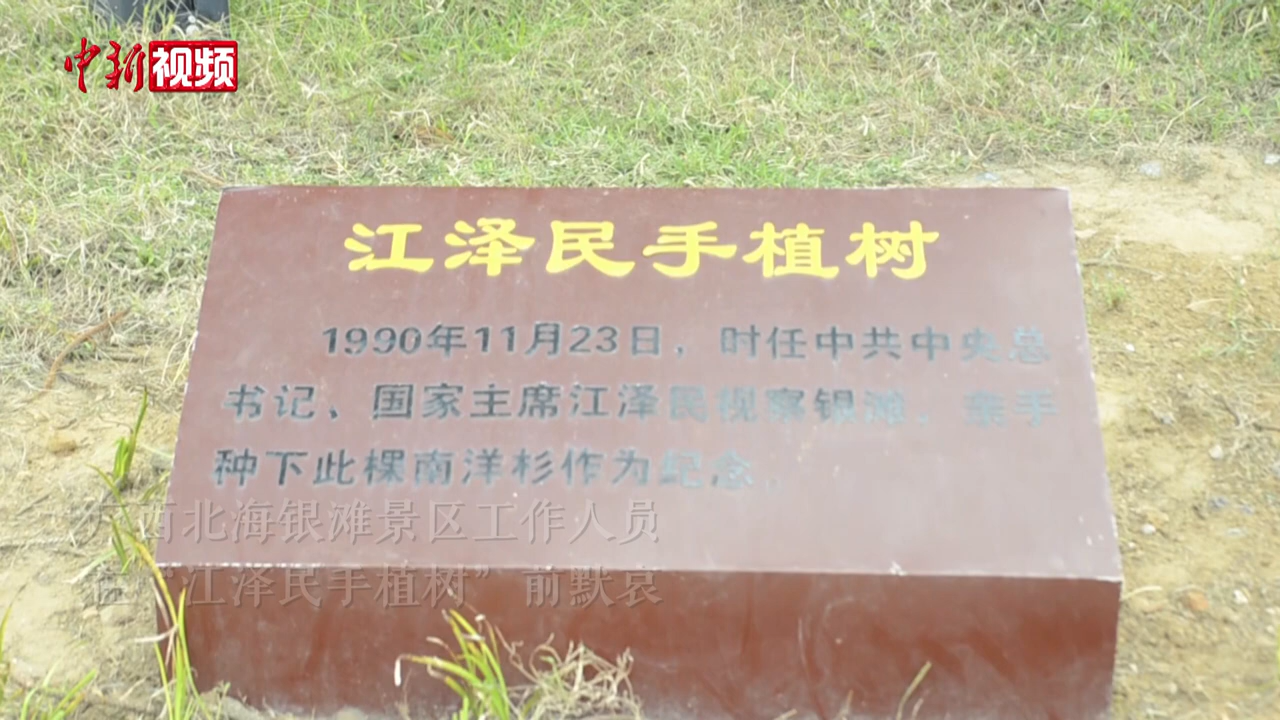 中新视频
江泽民手植树
1990年11月23日，时任中共中央总
书记、国家主席江泽民视察银滩，亲手
种下此棵南洋杉作为纪念。
广西北海银滩景区工作人员
在“江泽民手植树”前默哀